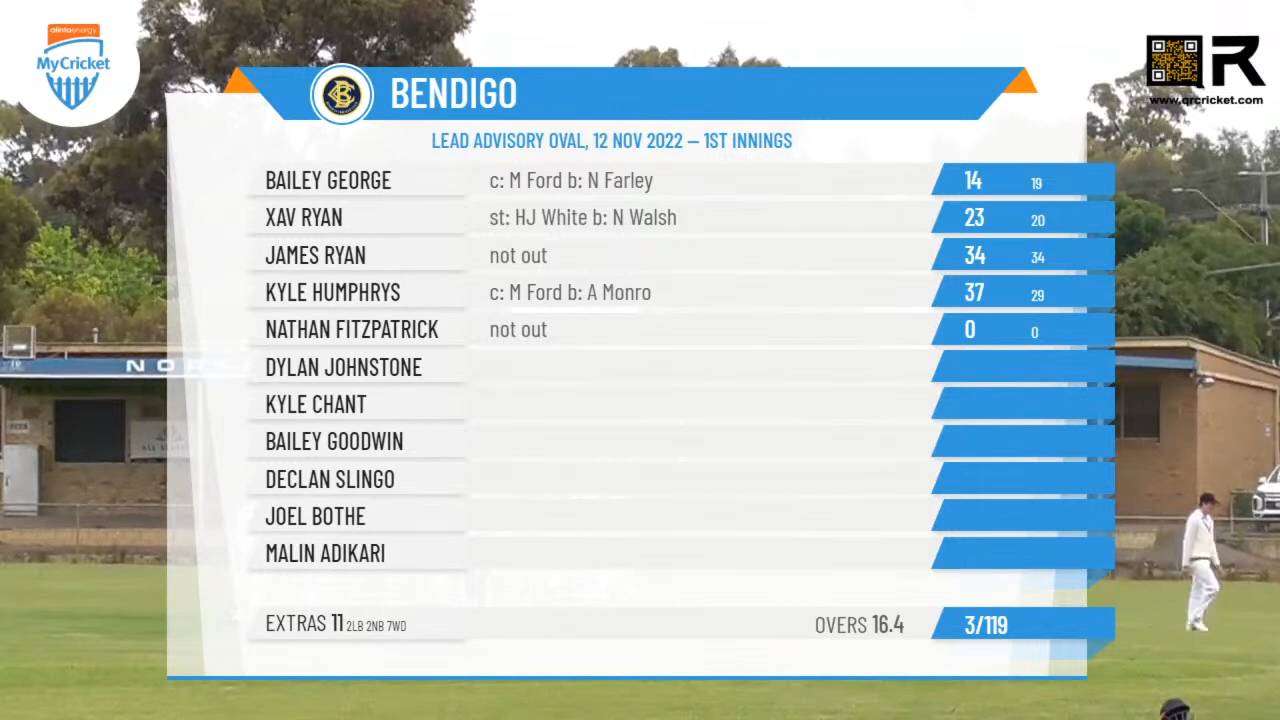 alintaenergy
MyCricket
BENDIGO
www.qrcricket.com
LEAD ADVISORY OVAL, 12 NOV 2022 – 1ST INNINGS
BAILEY GEORGE c: M Ford b: N Farley 14 19
XAV RYAN st: HJ White b: N Walsh 23 20
JAMES RYAN not out 34 34
KYLE HUMPHRYS c: M Ford b: A Monro 37 29
NATHAN FITZPATRICK not out 0 0
DYLAN JOHNSTONE
KYLE CHANT
BAILEY GOODWIN
DECLAN SLINGO
JOEL BOTHE
MALIN ADIKARI
EXTRAS 11 2LB 2NB 7WD OVERS 16.4 3/119